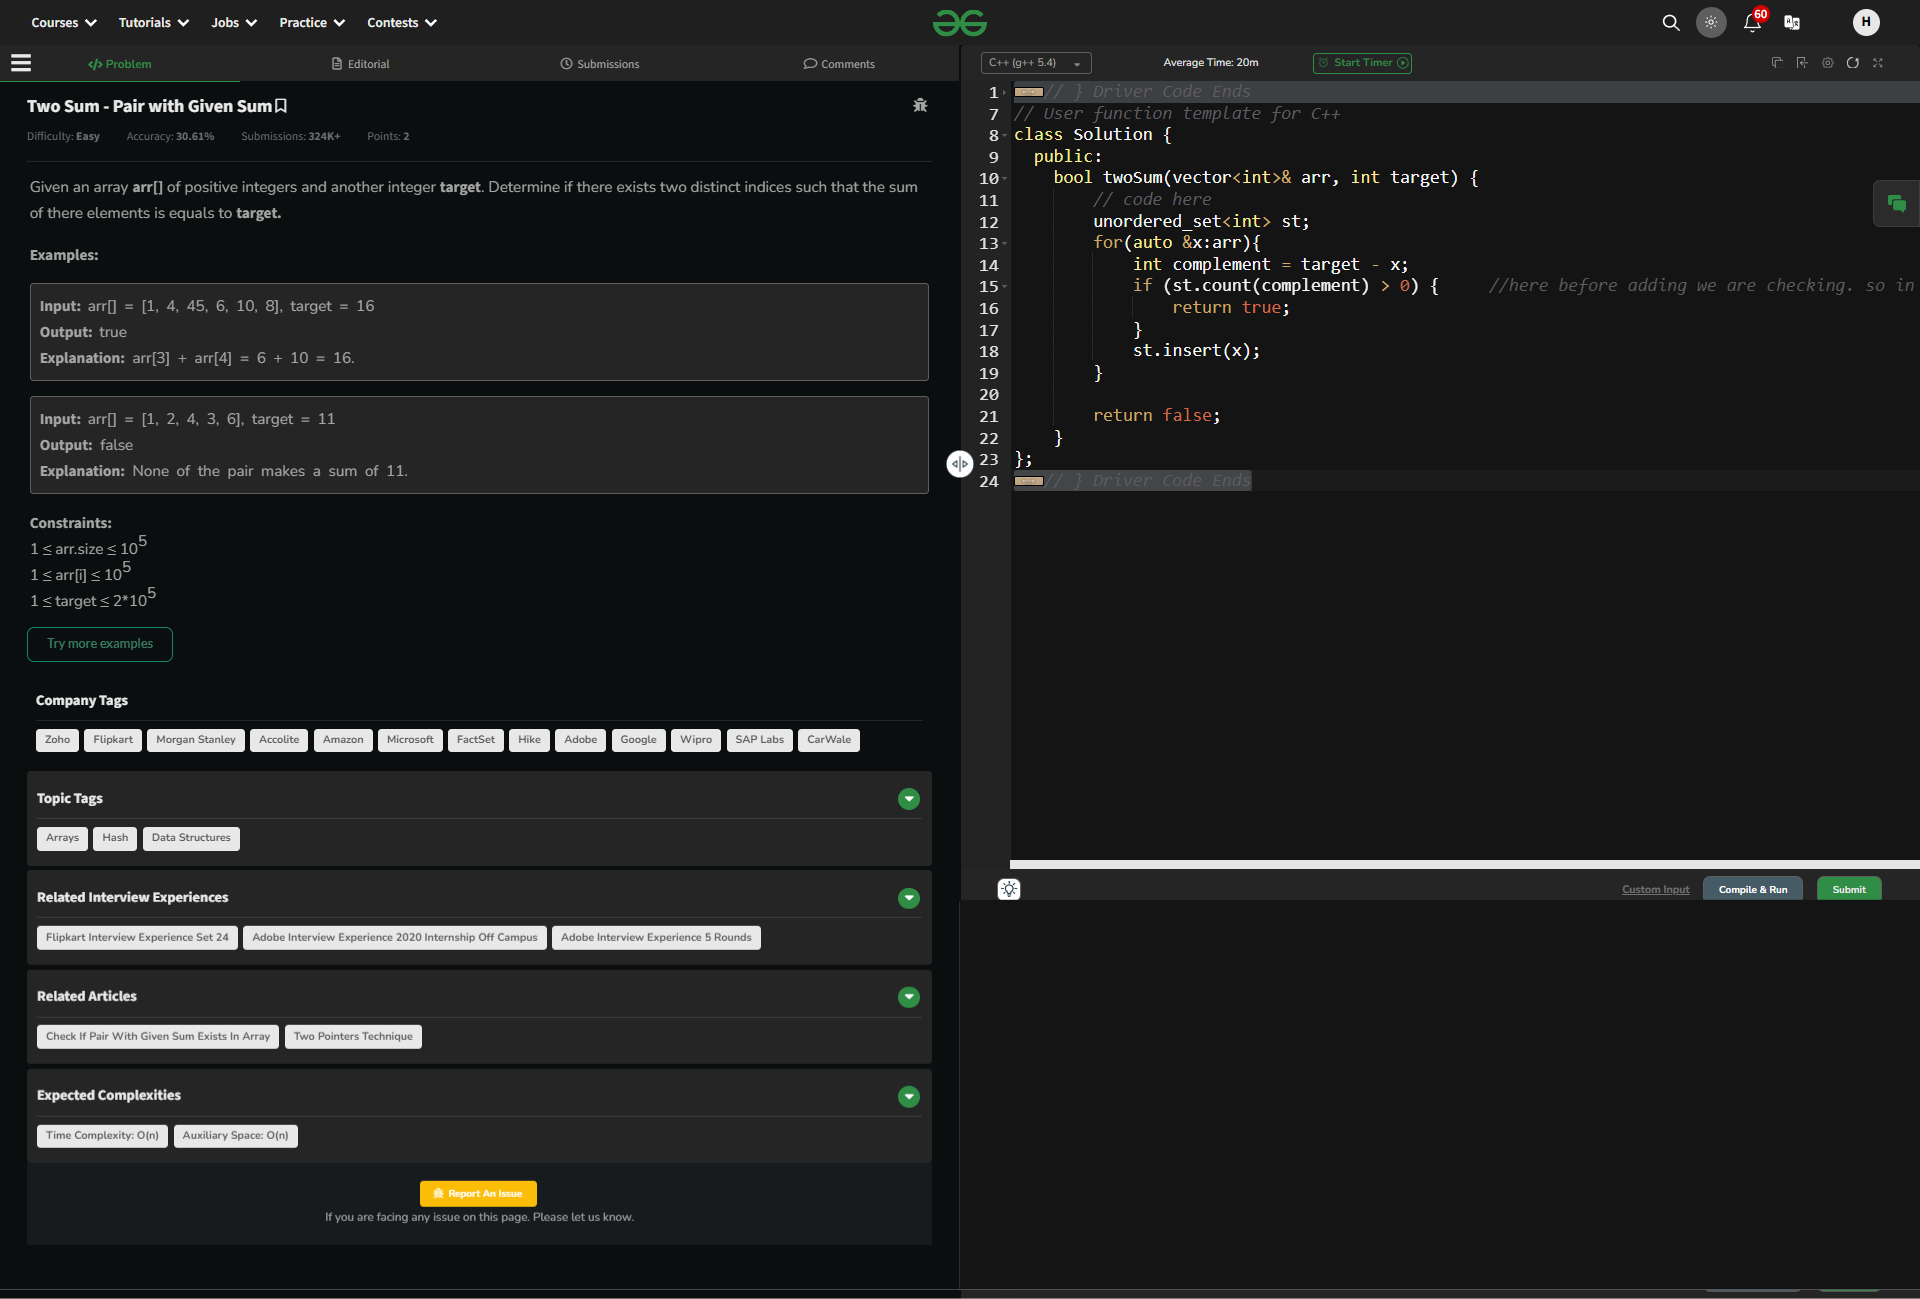 Courses Tutorials Jobs Practice Contests
60
H
Problem Editorial Submissions Comments
C++ (g++ 5.4) Average Time: 20m Start Timer
Two Sum - Pair with Given Sum
Difficulty: Easy Accuracy: 30.61% Submissions: 324K+ Points: 2
Given an array arr[] of positive integers and another integer target. Determine if there exists two distinct indices such that the sum
of there elements is equals to target.
Examples:
Input: arr[] = [1, 4, 45, 6, 10, 8], target = 16
Output: true
Explanation: arr[3] + arr[4] = 6 + 10 = 16.
Input: arr[] = [1, 2, 4, 3, 6], target = 11
Output: false
Explanation: None of the pair makes a sum of 11.
Constraints:
1 ≤ arr.size ≤ 10^5
1 ≤ arr[i] ≤ 10^5
1 ≤ target ≤ 2*10^5
Try more examples
Company Tags
Zoho Flipkart Morgan Stanley Accolite Amazon Microsoft FactSet Hike Adobe Google Wipro SAP Labs CarWale
Topic Tags
Arrays Hash Data Structures
Related Interview Experiences
Flipkart Interview Experience Set 24 Adobe Interview Experience 2020 Internship Off Campus Adobe Interview Experience 5 Rounds
Related Articles
Check If Pair With Given Sum Exists In Array Two Pointers Technique
Expected Complexities
Time Complexity: O(n) Auxiliary Space: O(n)
Report An Issue
If you are facing any issue on this page. Please let us know.
1 // } Driver Code Ends
7 // User function template for C++
8 class Solution {
9 public:
10 bool twoSum(vector<int>& arr, int target) {
11 // code here
12 unordered_set<int> st;
13 for(auto &x:arr){
14 int complement = target - x;
15 if (st.count(complement) > 0) { //here before adding we are checking. so in
16 return true;
17 }
18 st.insert(x);
19 }
20
21 return false;
22 }
23 };
24 // } Driver Code Ends
Custom Input Compile & Run Submit